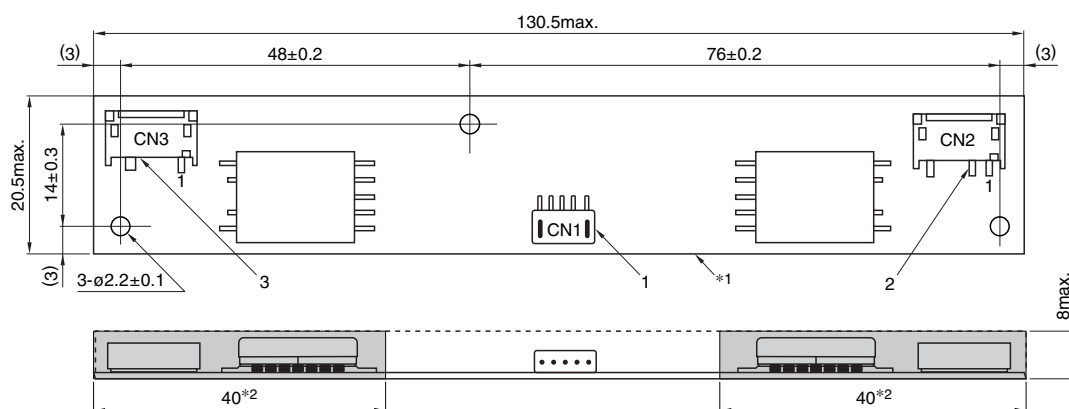 130.5max.
(3)
48±0.2
76±0.2
(3)
20.5max.
14±0.3
(3)
CN3
1
CN2
1
CN1
3-ø2.2±0.1
3
1
*1
2
8max.
40*2
40*2